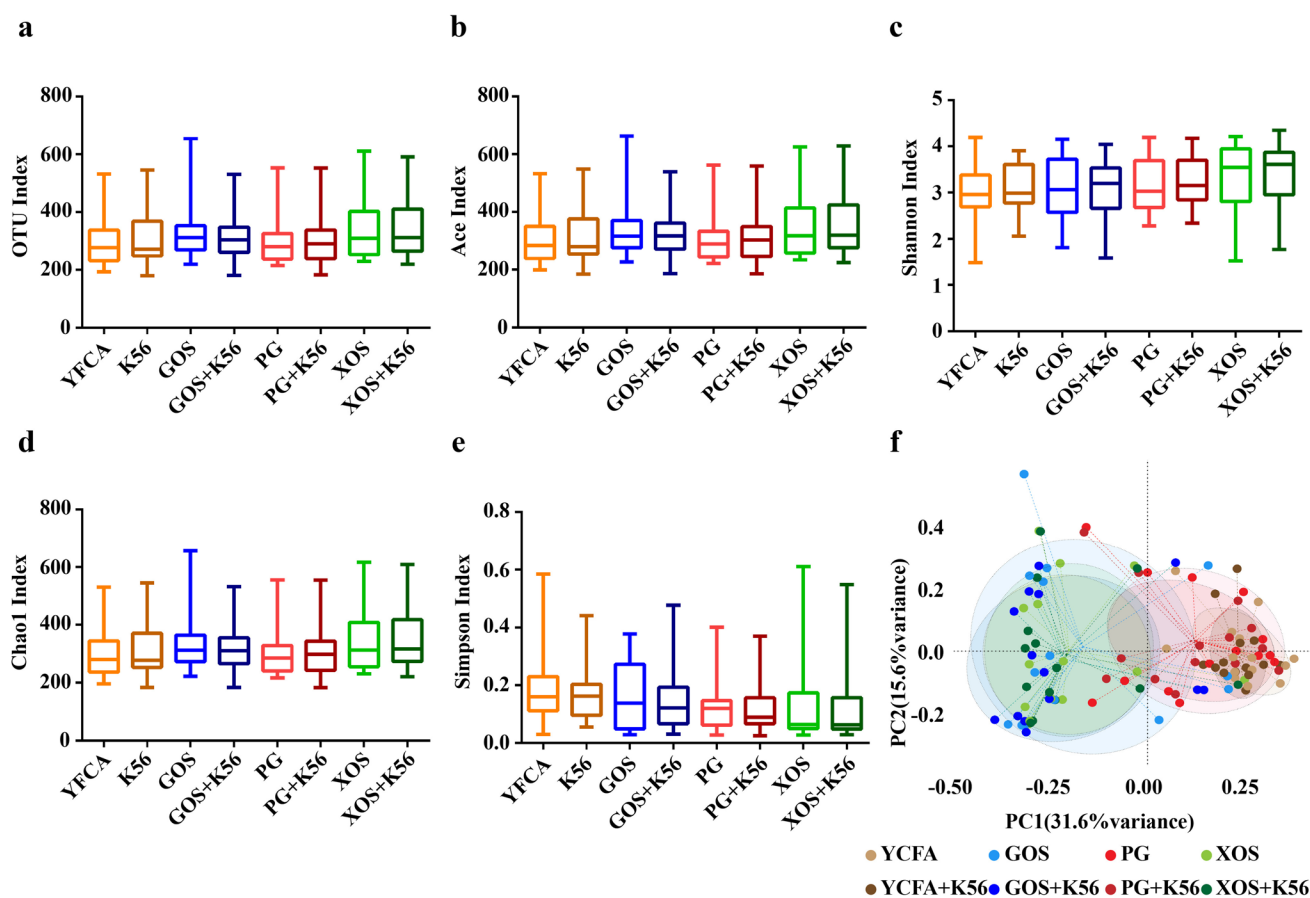 a
OTU Index
800
600
400
200
0
YFCA
K56
GOS
GOS+K56
PG
PG+K56
XOS
XOS+K56
b
Ace Index
800
600
400
200
0
YFCA
K56
GOS
GOS+K56
PG
PG+K56
XOS
XOS+K56
c
Shannon Index
5
4
3
2
1
0
YFCA
K56
GOS
GOS+K56
PG
PG+K56
XOS
XOS+K56
d
Chao1 Index
800
600
400
200
0
YFCA
K56
GOS
GOS+K56
PG
PG+K56
XOS
XOS+K56
e
Simpson Index
0.8
0.6
0.4
0.2
0.0
YFCA
K56
GOS
GOS+K56
PG
PG+K56
XOS
XOS+K56
f
PC2(15.6%variance)
0.4
0.2
0.0
-0.2
-0.50
-0.25
0.00
0.25
PC1(31.6%variance)
YCFA GOS PG XOS
YCFA+K56 GOS+K56 PG+K56 XOS+K56